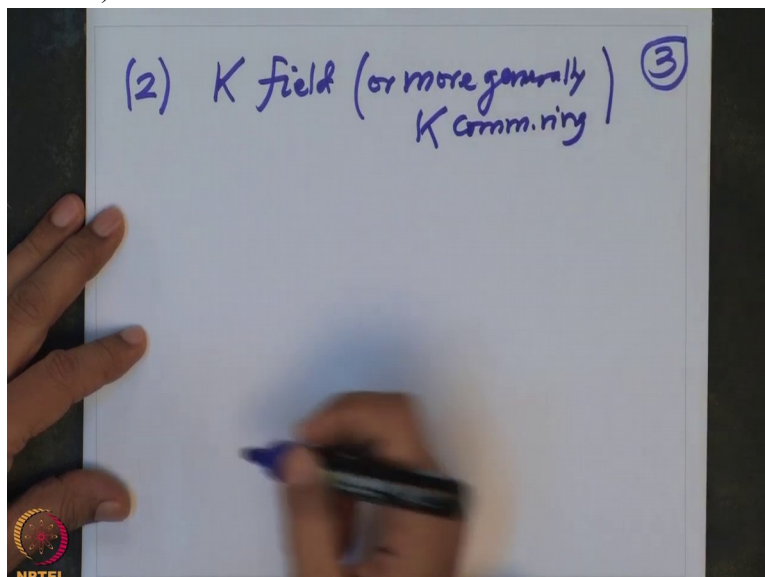 (2) K field (or more generally ③
K comm. ring)
NPTEL